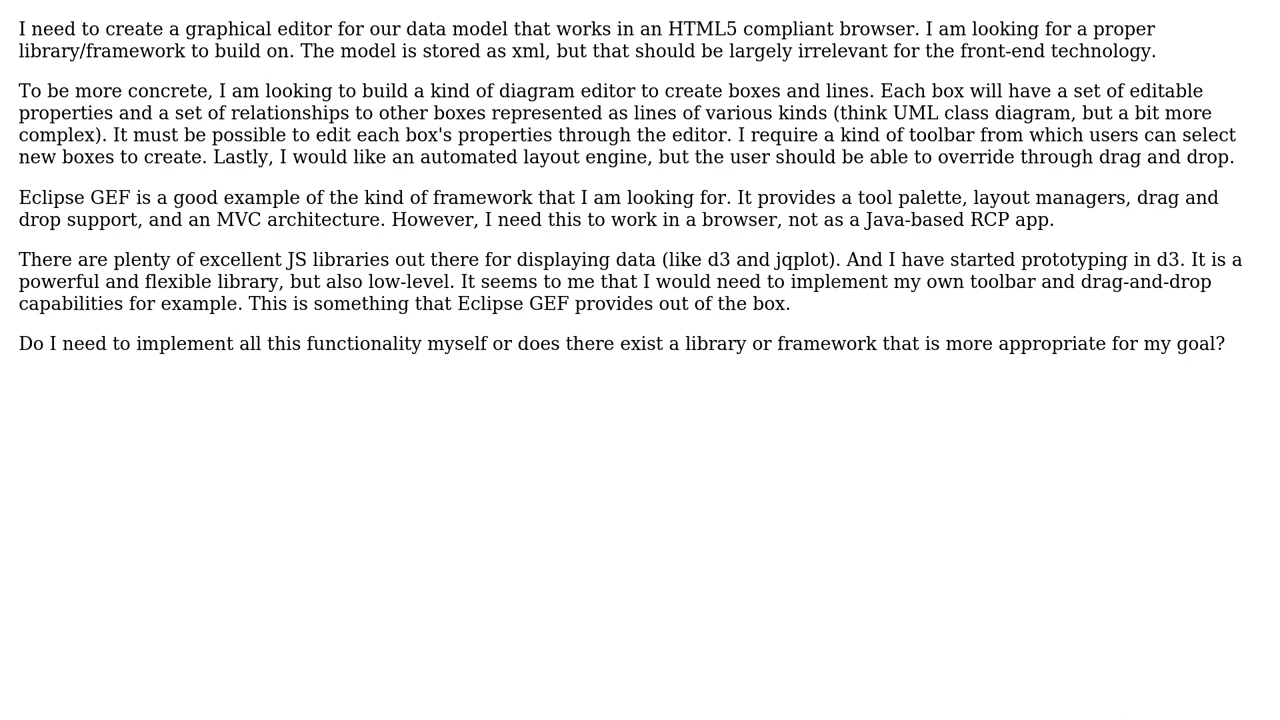 I need to create a graphical editor for our data model that works in an HTML5 compliant browser. I am looking for a proper
library/framework to build on. The model is stored as xml, but that should be largely irrelevant for the front-end technology.
To be more concrete, I am looking to build a kind of diagram editor to create boxes and lines. Each box will have a set of editable
properties and a set of relationships to other boxes represented as lines of various kinds (think UML class diagram, but a bit more
complex). It must be possible to edit each box's properties through the editor. I require a kind of toolbar from which users can select
new boxes to create. Lastly, I would like an automated layout engine, but the user should be able to override through drag and drop.
Eclipse GEF is a good example of the kind of framework that I am looking for. It provides a tool palette, layout managers, drag and
drop support, and an MVC architecture. However, I need this to work in a browser, not as a Java-based RCP app.
There are plenty of excellent JS libraries out there for displaying data (like d3 and jqplot). And I have started prototyping in d3. It is a
powerful and flexible library, but also low-level. It seems to me that I would need to implement my own toolbar and drag-and-drop
capabilities for example. This is something that Eclipse GEF provides out of the box.
Do I need to implement all this functionality myself or does there exist a library or framework that is more appropriate for my goal?